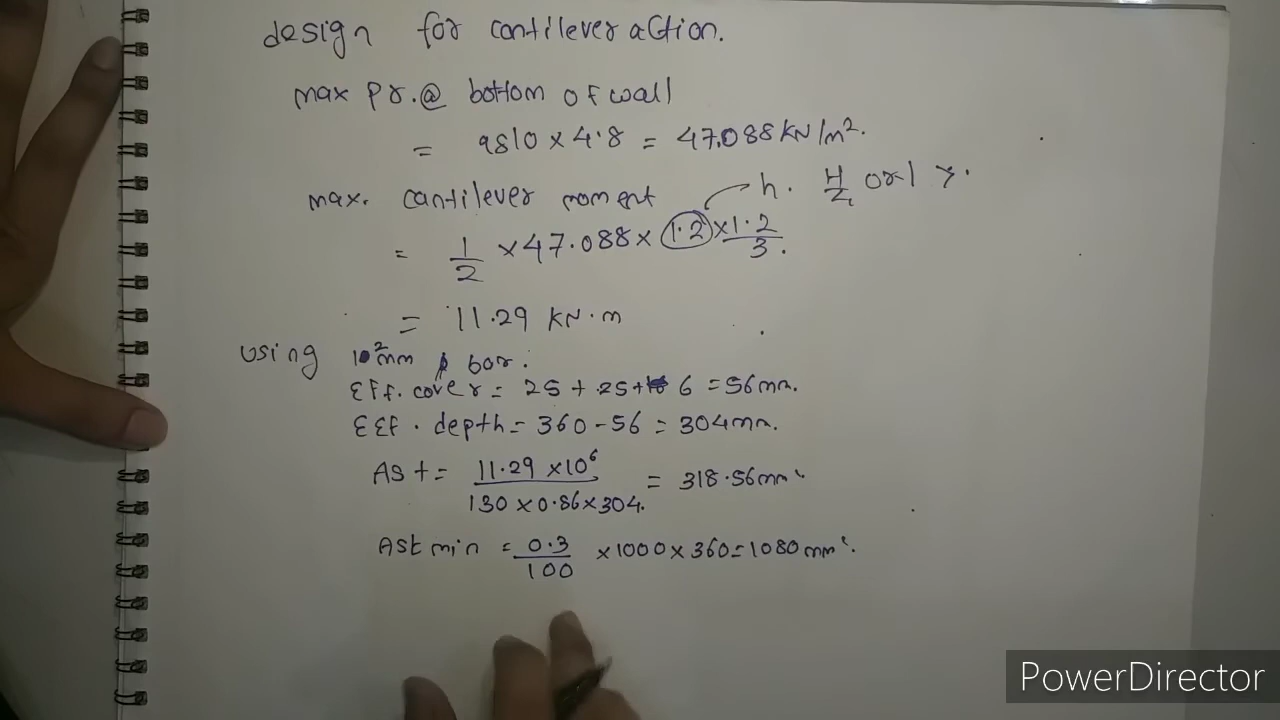 design for cantilever action.
max pr.@ bottom of wall
= 9810 × 4.8 = 47.088 KN/m².
max. cantilever moment
h. H/4 or 1 >.
= 1/2 × 47.088 × 1.2 × 1.2/3.
= 11.29 KN.m
Using 12mm ϕ bar.
Eff. cover = 25 + 25 + 6 = 56mm.
Eff. depth = 360 - 56 = 304mm.
Ast = 11.29 × 10⁶ / 130 × 0.86 × 304. = 318.56mm²
Ast min = 0.3/100 × 1000 × 360 = 1080mm².
PowerDirector